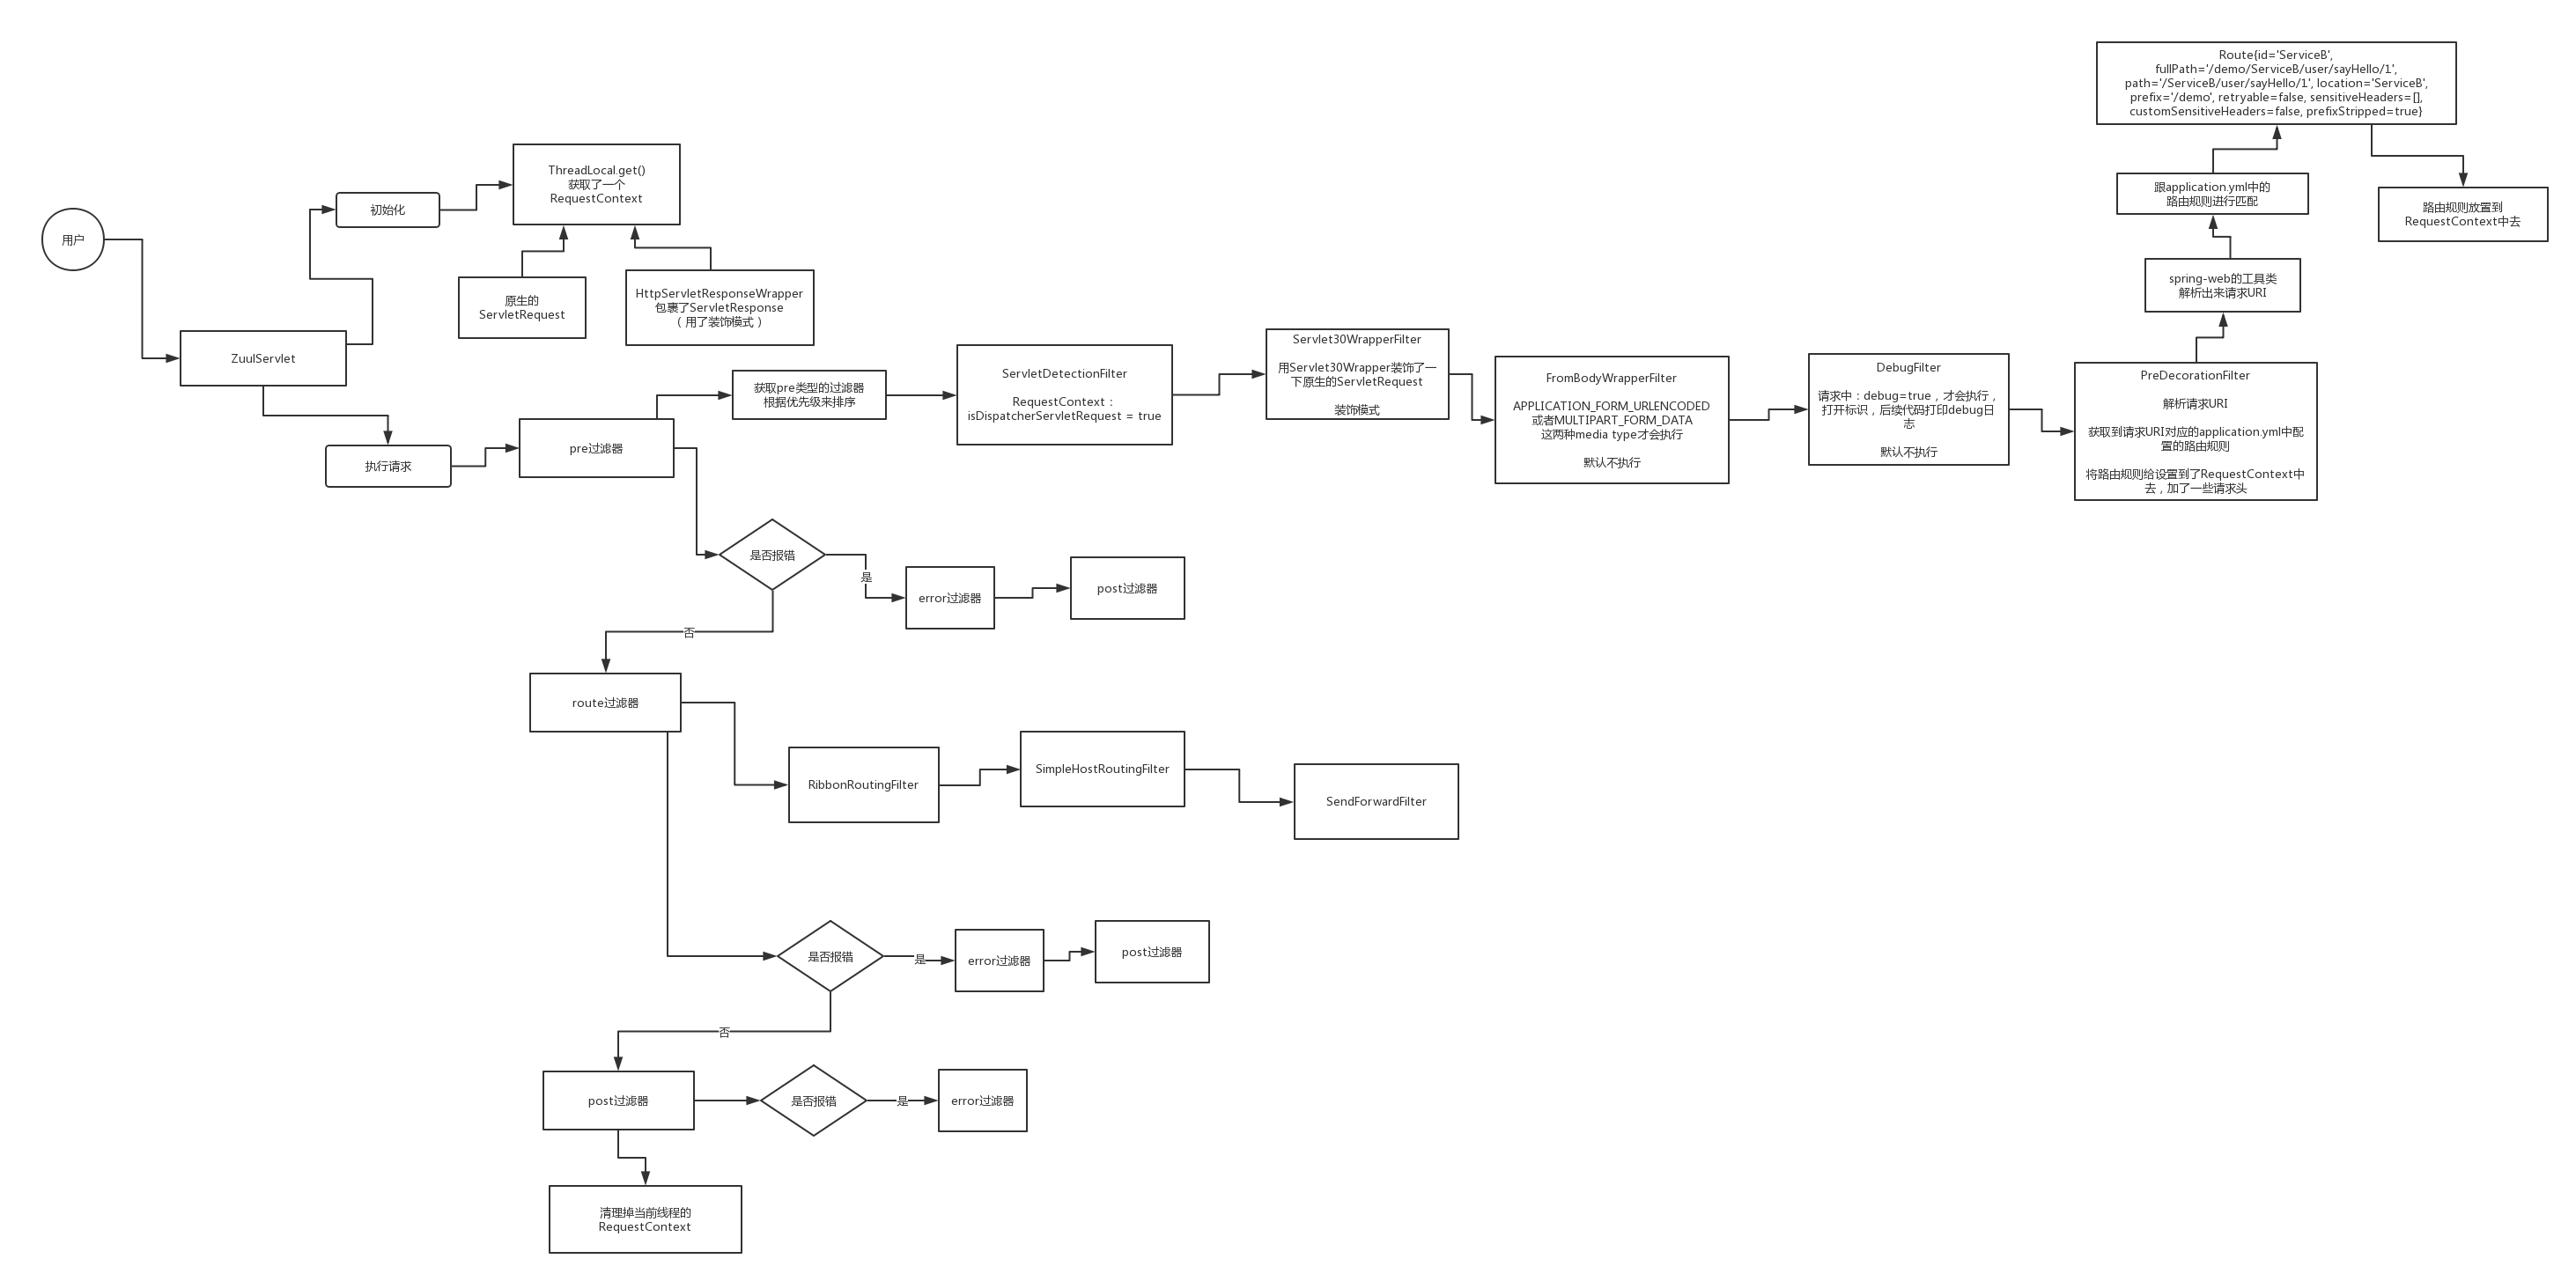 用户
ZuulServlet
初始化
ThreadLocal.get()
获取了一个
RequestContext
原生的
ServletRequest
HttpServletResponseWrapper
包裹了ServletResponse
（用了装饰模式）
执行请求
pre过滤器
获取pre类型的过滤器
根据优先级来排序
ServletDetectionFilter
RequestContext：
isDispatcherServletRequest = true
Servlet30WrapperFilter
用Servlet30Wrapper装饰了一
下原生的ServletRequest
装饰模式
FromBodyWrapperFilter
APPLICATION_FORM_URLENCODED
或者MULTIPART_FORM_DATA
这两种media type才会执行
默认不执行
DebugFilter
请求中：debug=true，才会执行，
打开标识，后续代码打印debug日
志
默认不执行
PreDecorationFilter
解析请求URI
获取到请求URI对应的application.yml中配
置的路由规则
将路由规则给设置到了RequestContext中
去，加了一些请求头
spring-web的工具类
解析出来请求URI
跟application.yml中的
路由规则进行匹配
Route{id='ServiceB',
fullPath='/demo/ServiceB/user/sayHello/1',
path='/ServiceB/user/sayHello/1', location='ServiceB',
prefix='/demo', retryable=false, sensitiveHeaders=[],
customSensitiveHeaders=false, prefixStripped=true}
路由规则放置到
RequestContext中去
是否报错
是
error过滤器
post过滤器
否
route过滤器
RibbonRoutingFilter
SimpleHostRoutingFilter
SendForwardFilter
是否报错
是
error过滤器
post过滤器
否
post过滤器
是否报错
是
error过滤器
清理掉当前线程的
RequestContext